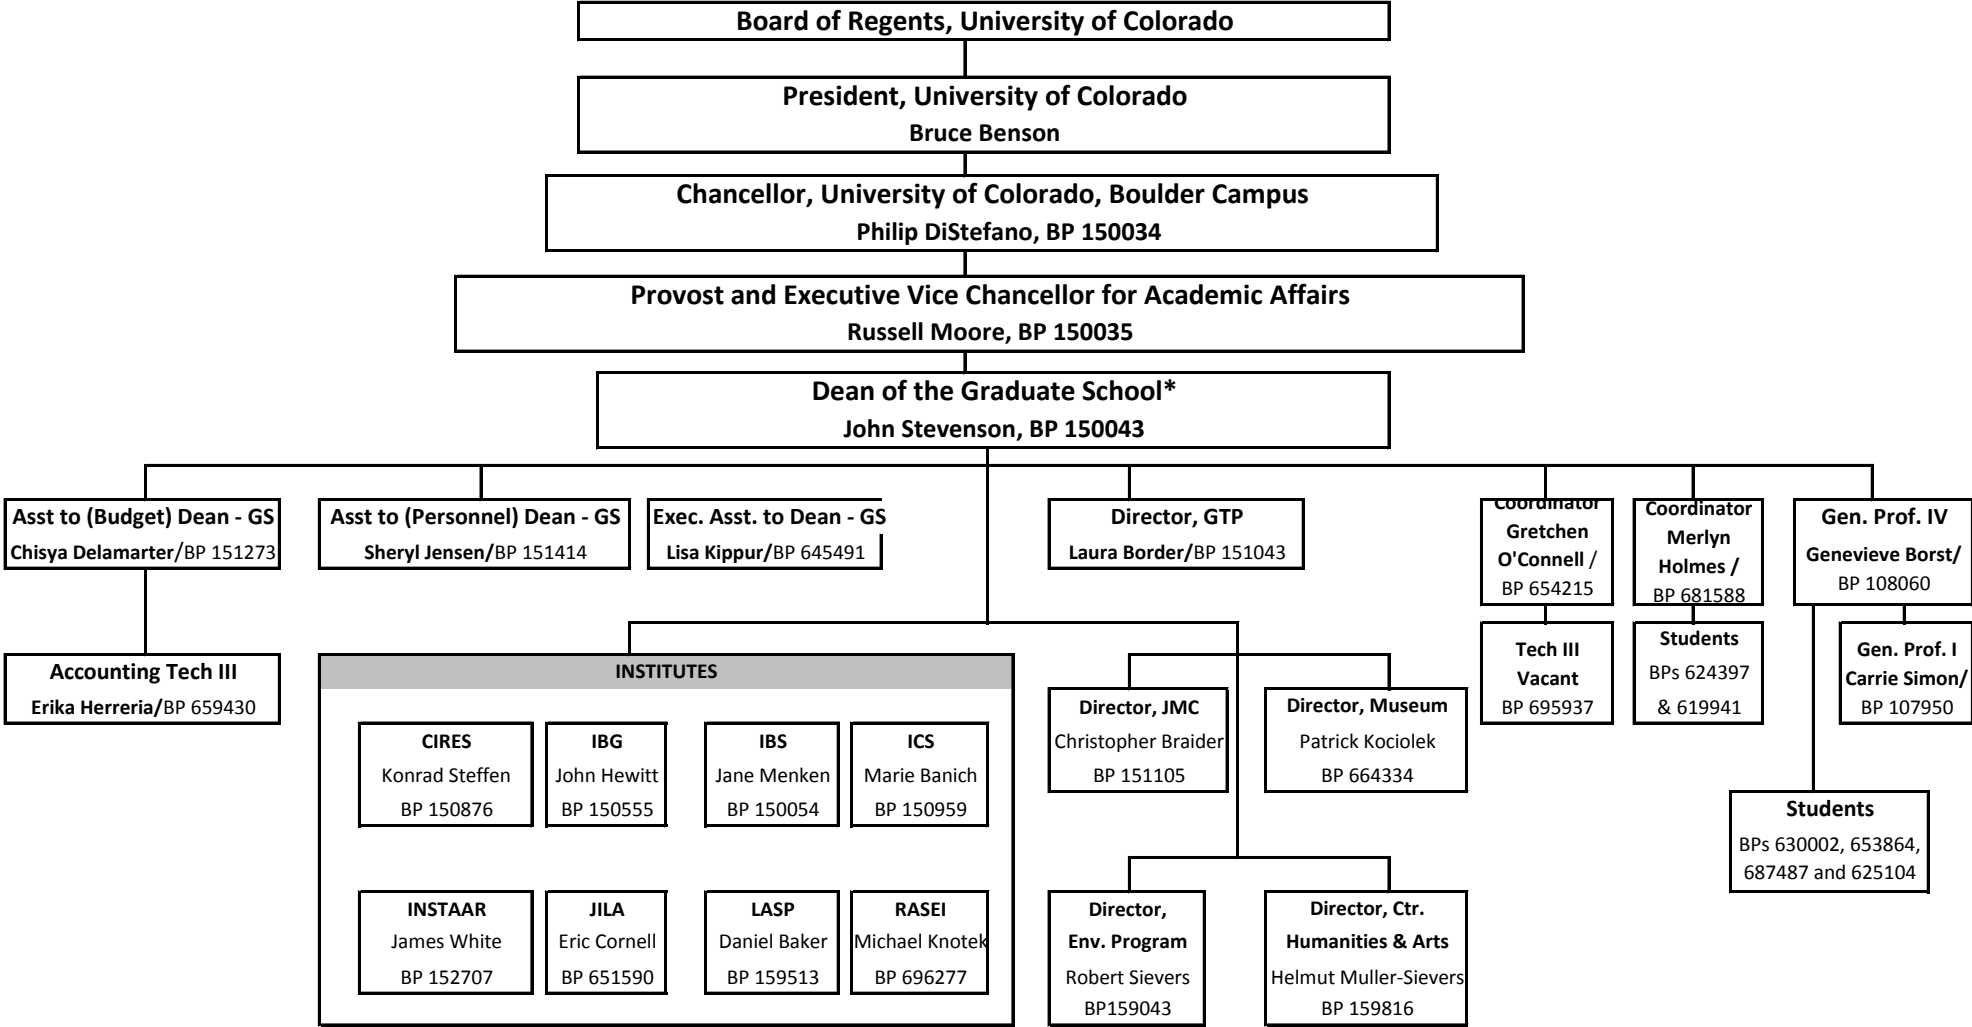 Board of Regents, University of Colorado
President, University of Colorado
Bruce Benson
Chancellor, University of Colorado, Boulder Campus
Philip DiStefano, BP 150034
Provost and Executive Vice Chancellor for Academic Affairs
Russell Moore, BP 150035
Dean of the Graduate School*
John Stevenson, BP 150043
Asst to (Budget) Dean - GS
Chisya Delamarter/BP 151273
Asst to (Personnel) Dean - GS
Sheryl Jensen/BP 151414
Exec. Asst. to Dean - GS
Lisa Kippur/BP 645491
Director, GTP
Laura Border/BP 151043
Coordinator
Gretchen
O'Connell /
BP 654215
Coordinator
Merlyn
Holmes /
BP 681588
Gen. Prof. IV
Genevieve Borst/
BP 108060
Accounting Tech III
Erika Herreria/BP 659430
Tech III
Vacant
BP 695937
Students
BPs 624397
& 619941
Gen. Prof. I
Carrie Simon/
BP 107950
INSTITUTES
CIRES
Konrad Steffen
BP 150876
IBG
John Hewitt
BP 150555
IBS
Jane Menken
BP 150054
ICS
Marie Banich
BP 150959
INSTAAR
James White
BP 152707
JILA
Eric Cornell
BP 651590
LASP
Daniel Baker
BP 159513
RASEI
Michael Knotek
BP 696277
Director, JMC
Christopher Braider
BP 151105
Director, Museum
Patrick Kociolek
BP 664334
Students
BPs 630002, 653864,
687487 and 625104
Director,
Env. Program
Robert Sievers
BP159043
Director, Ctr.
Humanities & Arts
Helmut Muller-Sievers
BP 159816